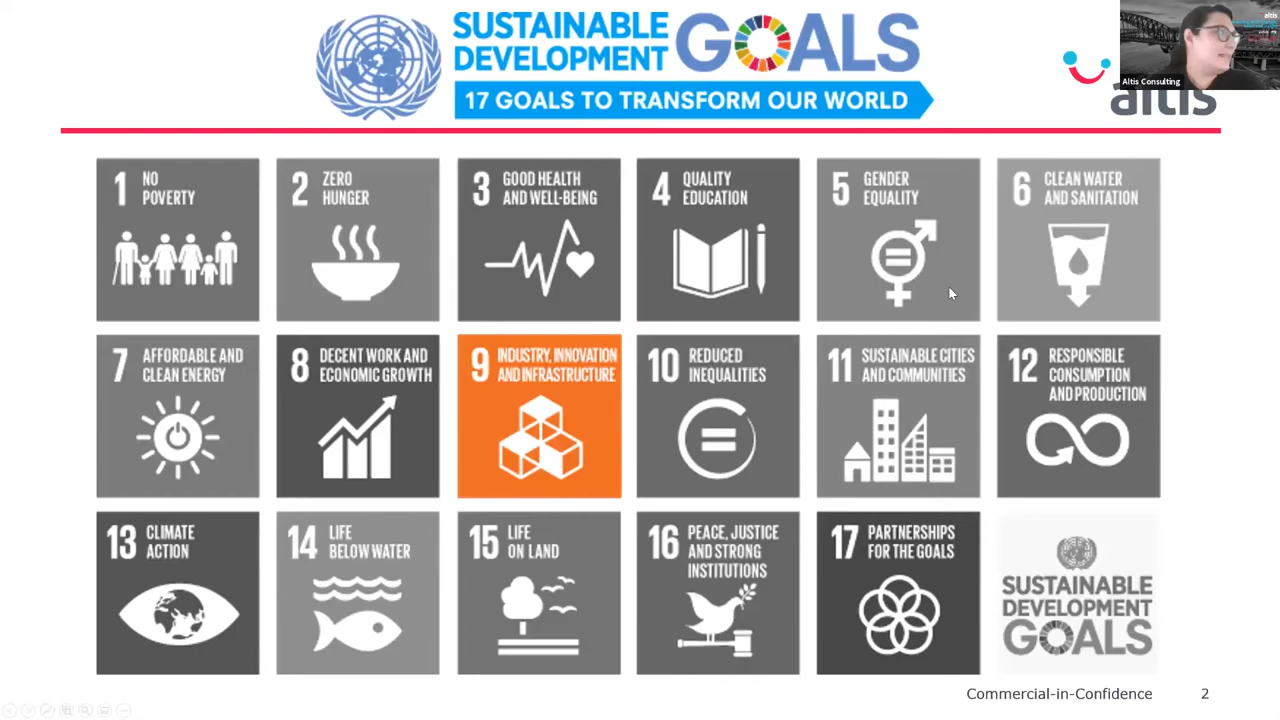 SUSTAINABLE
DEVELOPMENT
GOALS
17 GOALS TO TRANSFORM OUR WORLD
altis
Altis Consulting
altis
1 NO
POVERTY
2 ZERO
HUNGER
3 GOOD HEALTH
AND WELL-BEING
4 QUALITY
EDUCATION
5 GENDER
EQUALITY
6 CLEAN WATER
AND SANITATION
7 AFFORDABLE AND
CLEAN ENERGY
8 DECENT WORK AND
ECONOMIC GROWTH
9 INDUSTRY, INNOVATION
AND INFRASTRUCTURE
10 REDUCED
INEQUALITIES
11 SUSTAINABLE CITIES
AND COMMUNITIES
12 RESPONSIBLE
CONSUMPTION
AND PRODUCTION
13 CLIMATE
ACTION
14 LIFE
BELOW WATER
15 LIFE
ON LAND
16 PEACE, JUSTICE
AND STRONG
INSTITUTIONS
17 PARTNERSHIPS
FOR THE GOALS
SUSTAINABLE
DEVELOPMENT
GOALS
Commercial-in-Confidence
2